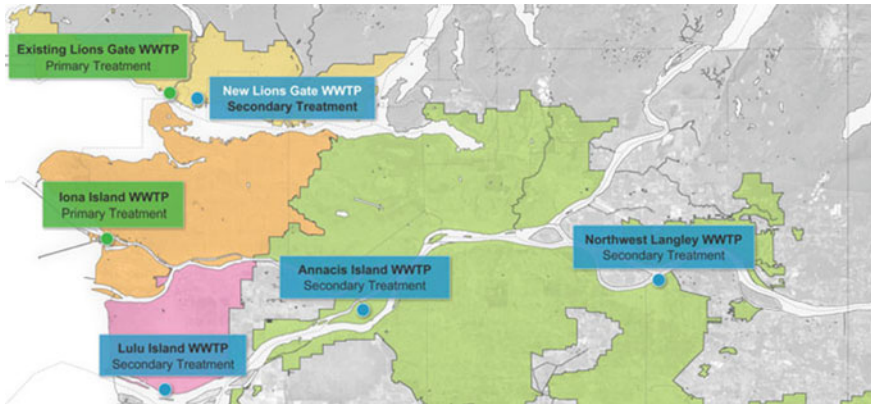 Existing Lions Gate WWTP
Primary Treatment
New Lions Gate WWTP
Secondary Treatment
Iona Island WWTP
Primary Treatment
Northwest Langley WWTP
Secondary Treatment
Annacis Island WWTP
Secondary Treatment
Lulu Island WWTP
Secondary Treatment